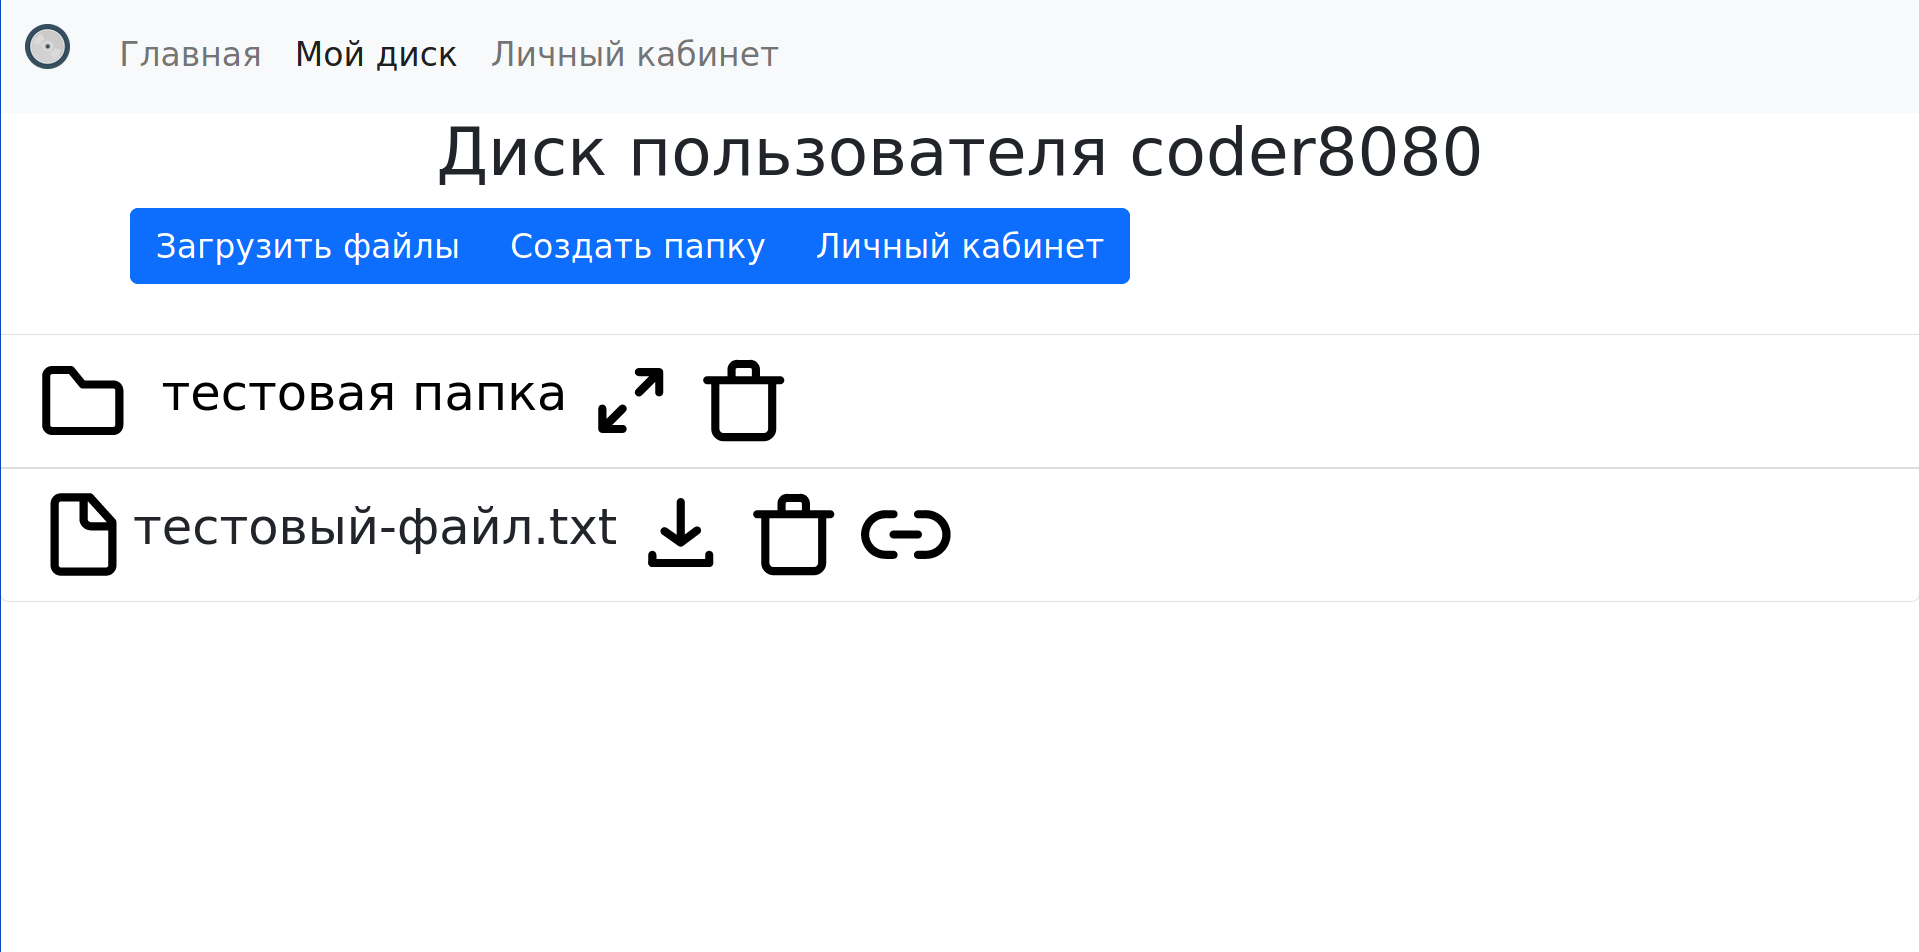 Главная Мой диск Личный кабинет
Диск пользователя coder8080
Загрузить файлы Создать папку Личный кабинет
тестовая папка
тестовый-файл.txt